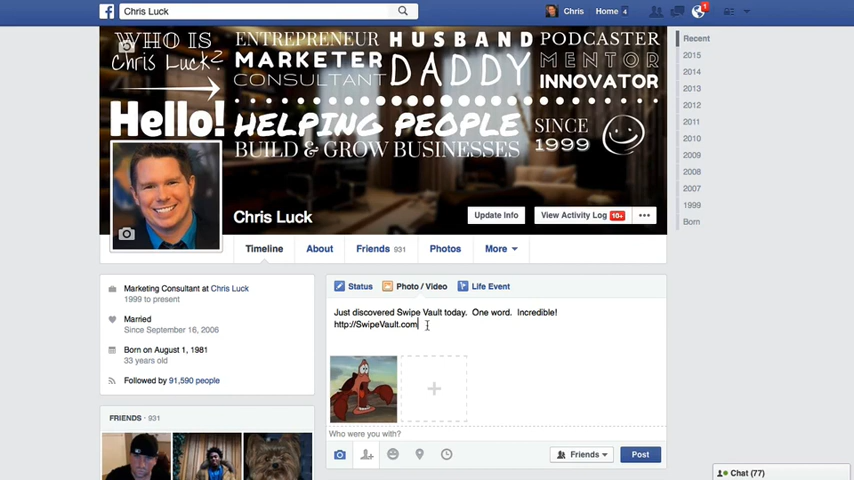 Chris Luck
Chris
Home 4
1
WHO IS
Chris Luck?
Hello!
ENTREPRENEUR HUSBAND PODCASTER
MARKETER DADDY MENTOR
CONSULTANT INNOVATOR
HELPING PEOPLE
BUILD & GROW BUSINESSES
SINCE
1999
Chris Luck
Update Info
View Activity Log 10+
Timeline
About
Friends 931
Photos
More
Recent
2015
2014
2013
2012
2011
2010
2009
2008
2007
1999
Born
Marketing Consultant at Chris Luck
1999 to present
Married
Since September 16, 2006
Born on August 1, 1981
33 years old
Followed by 91,590 people
FRIENDS · 931
Status
Photo / Video
Life Event
Just discovered Swipe Vault today. One word. Incredible!
http://SwipeVault.com
Who were you with?
Friends
Post
Chat (77)